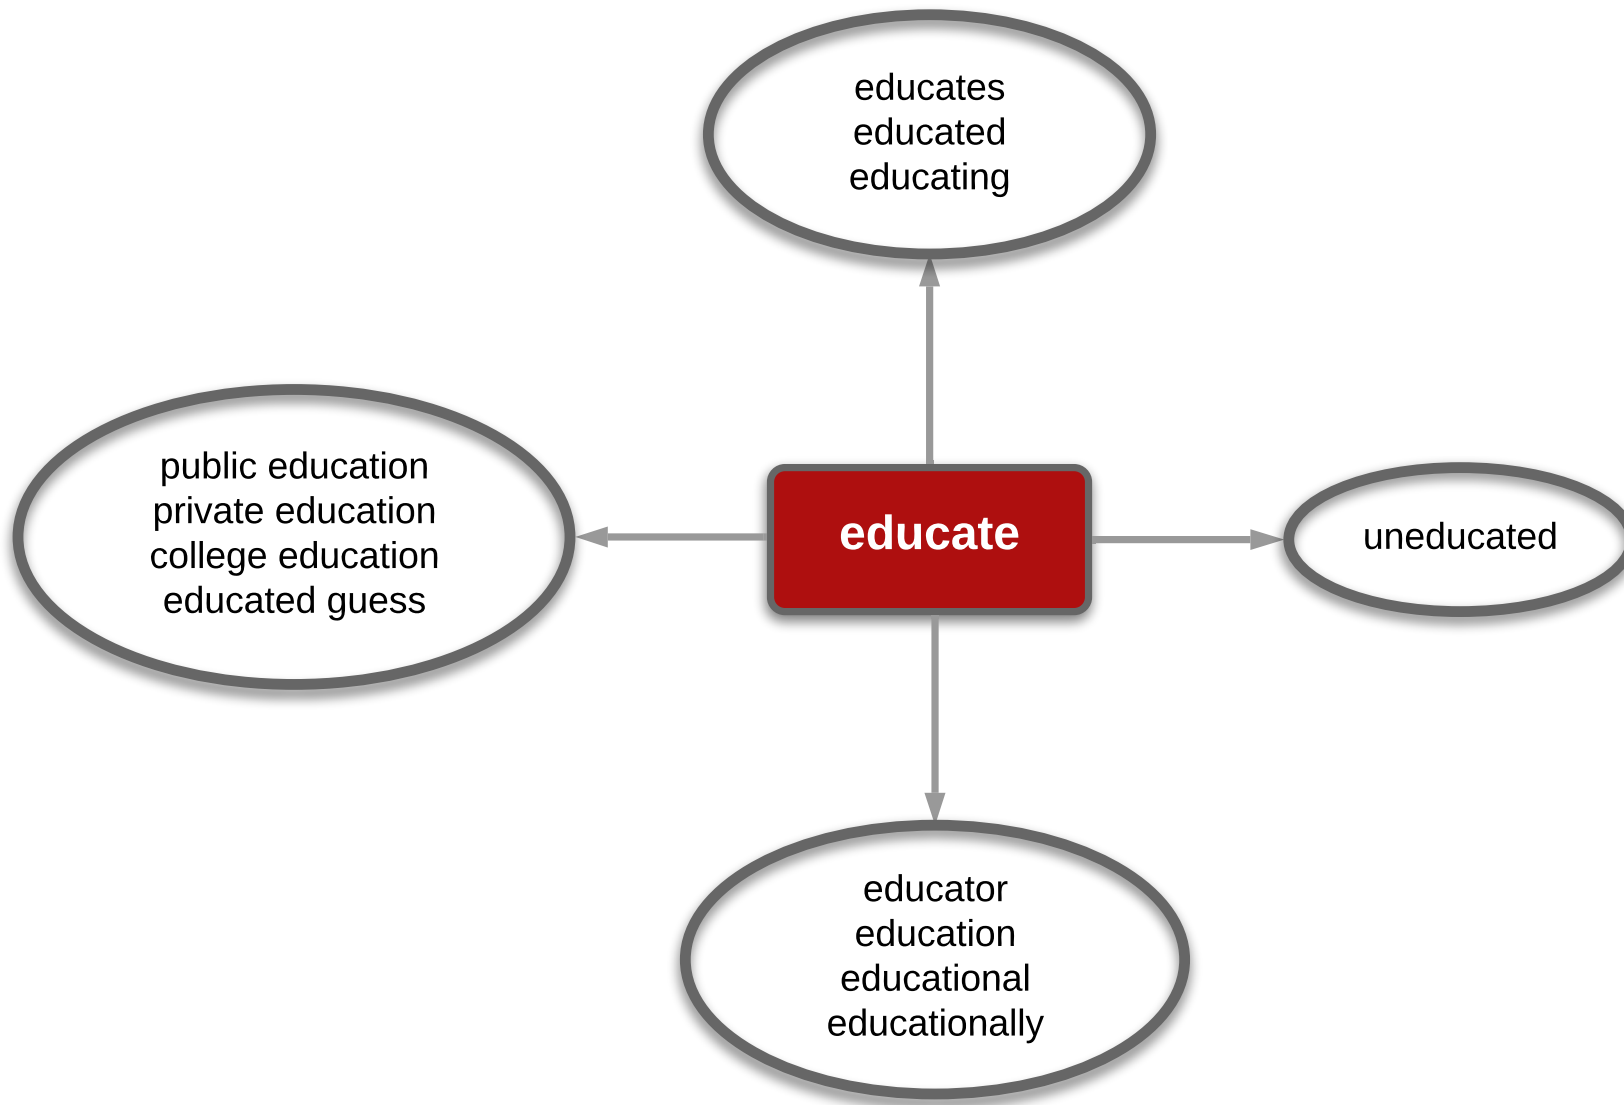 educates
educated
educating
public education
private education
college education
educated guess
educate
uneducated
educator
education
educational
educationally